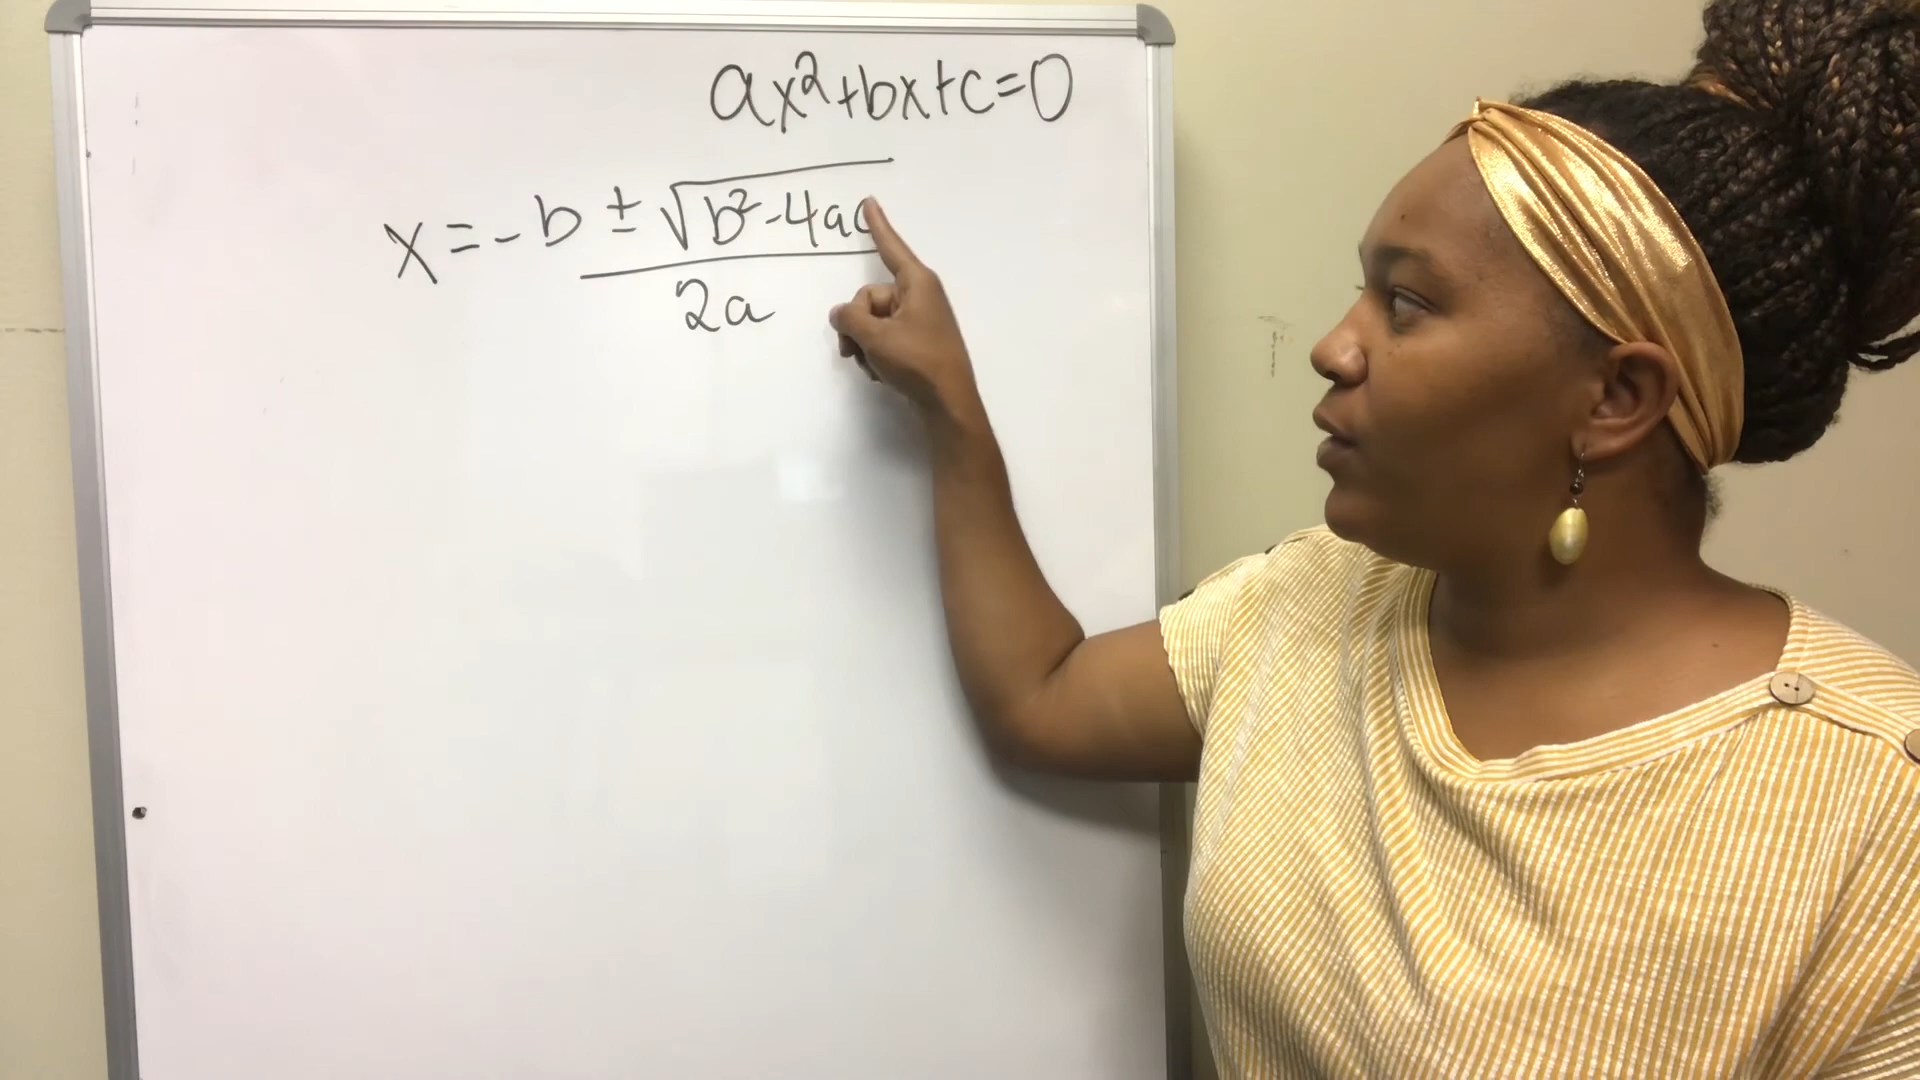 ax²+bx+c=0
x = -b ± √b²-4ac
2a